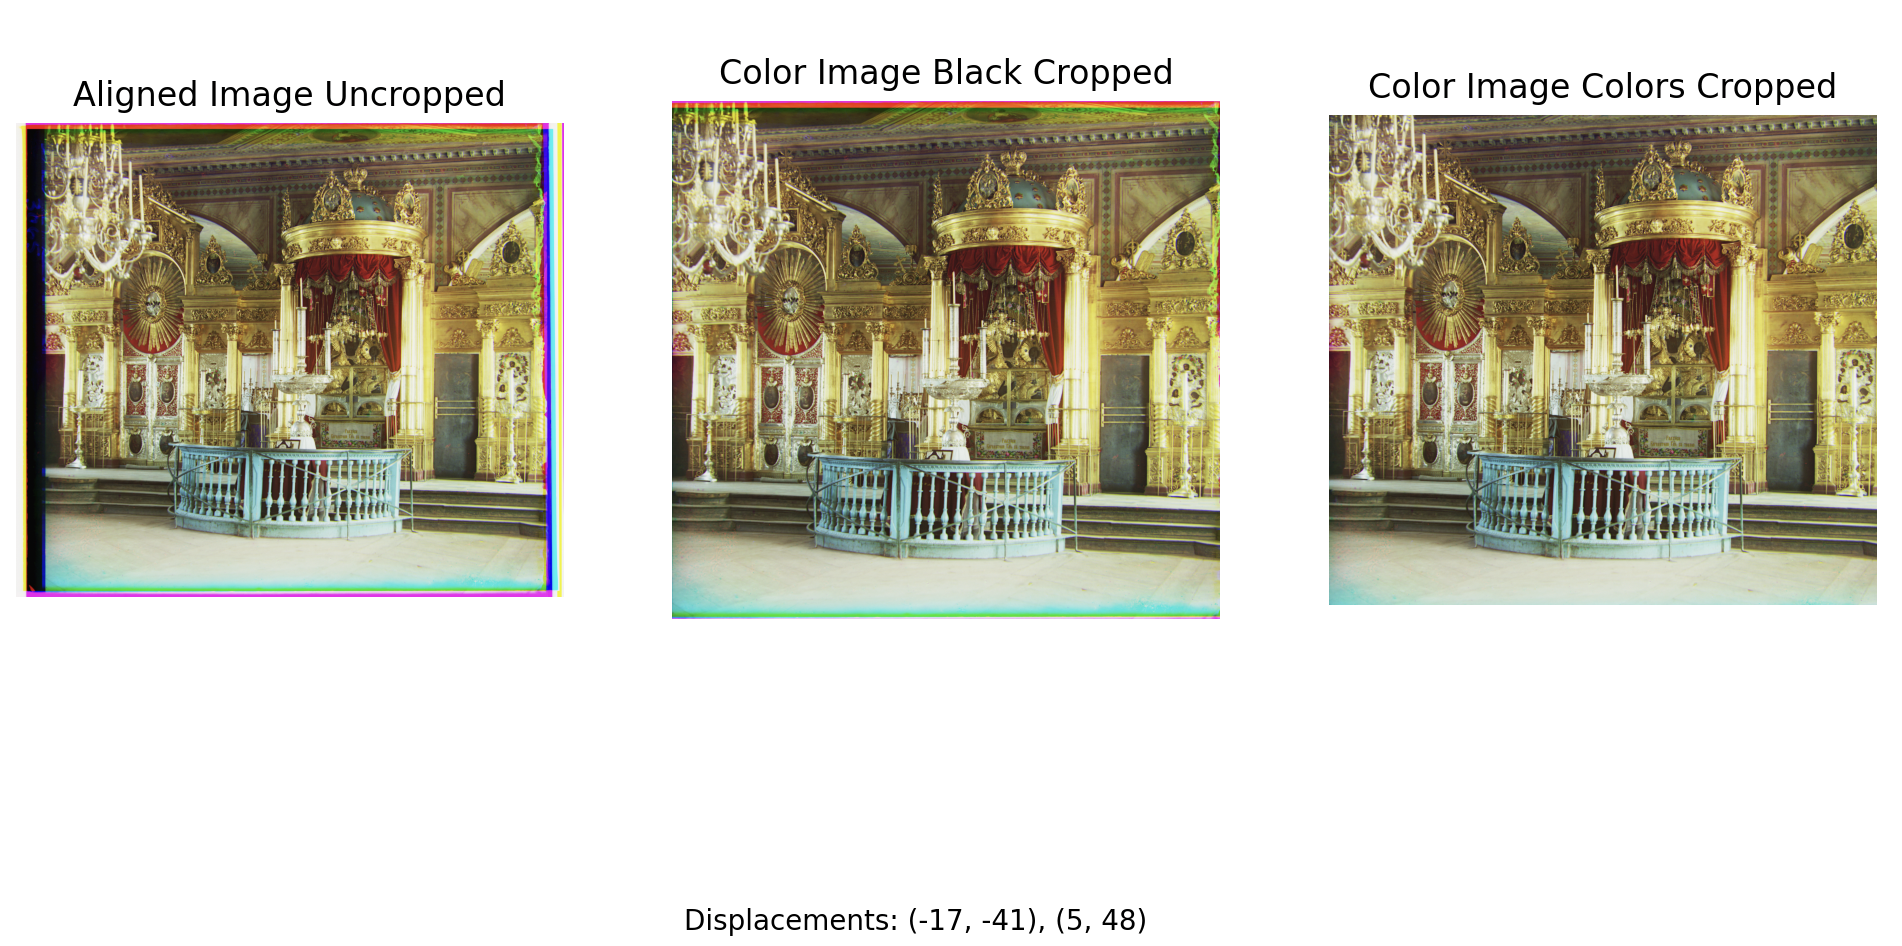 Aligned Image Uncropped
Color Image Black Cropped
Color Image Colors Cropped
Displacements: (-17, -41), (5, 48)